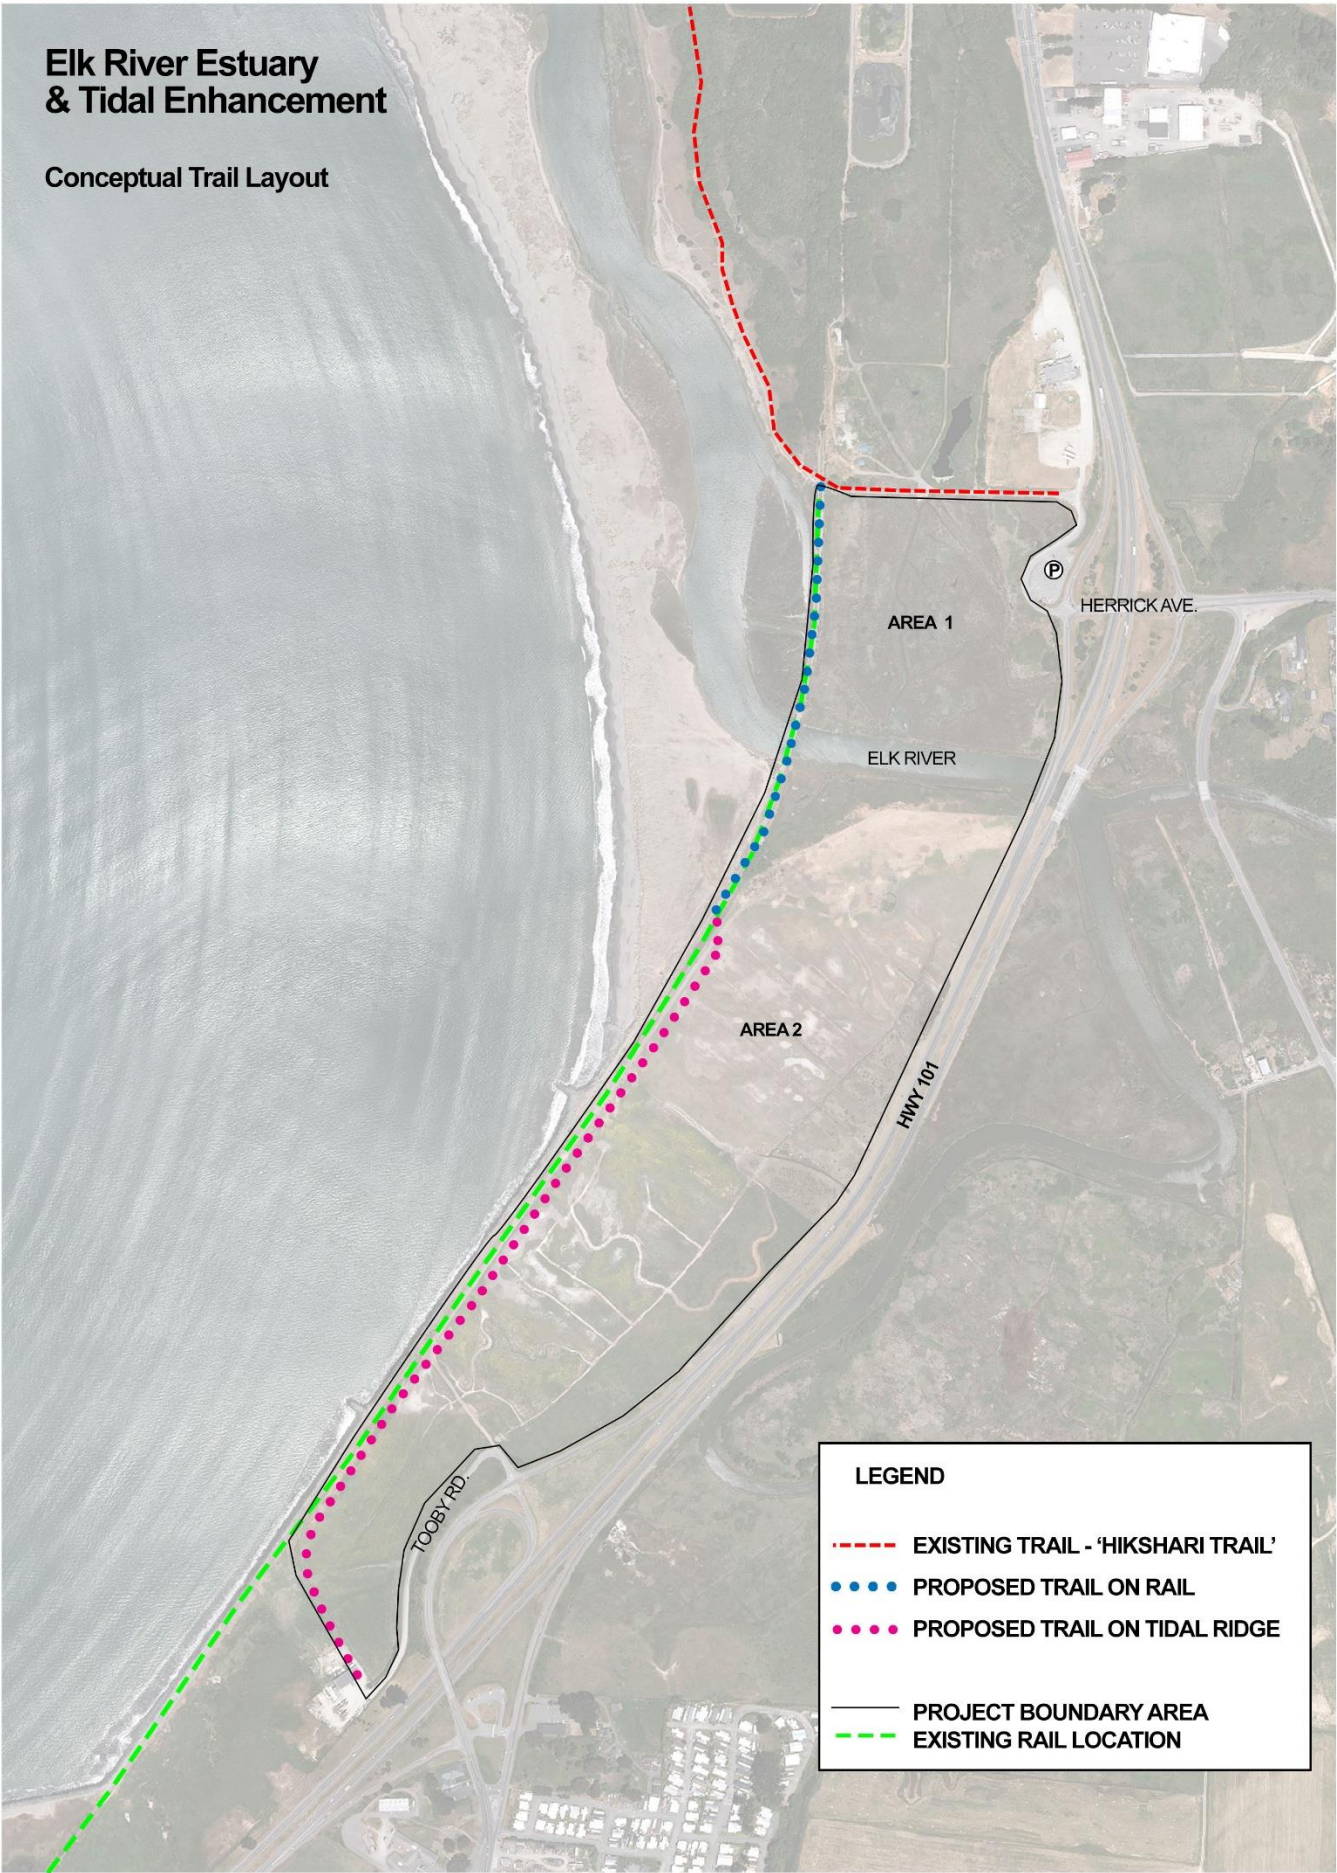 Elk River Estuary
& Tidal Enhancement
Conceptual Trail Layout
P
HERRICK AVE.
AREA 1
ELK RIVER
AREA 2
HWY 101
TOOBY RD.
LEGEND
EXISTING TRAIL - ‘HIKSHARI TRAIL’
PROPOSED TRAIL ON RAIL
PROPOSED TRAIL ON TIDAL RIDGE
PROJECT BOUNDARY AREA
EXISTING RAIL LOCATION